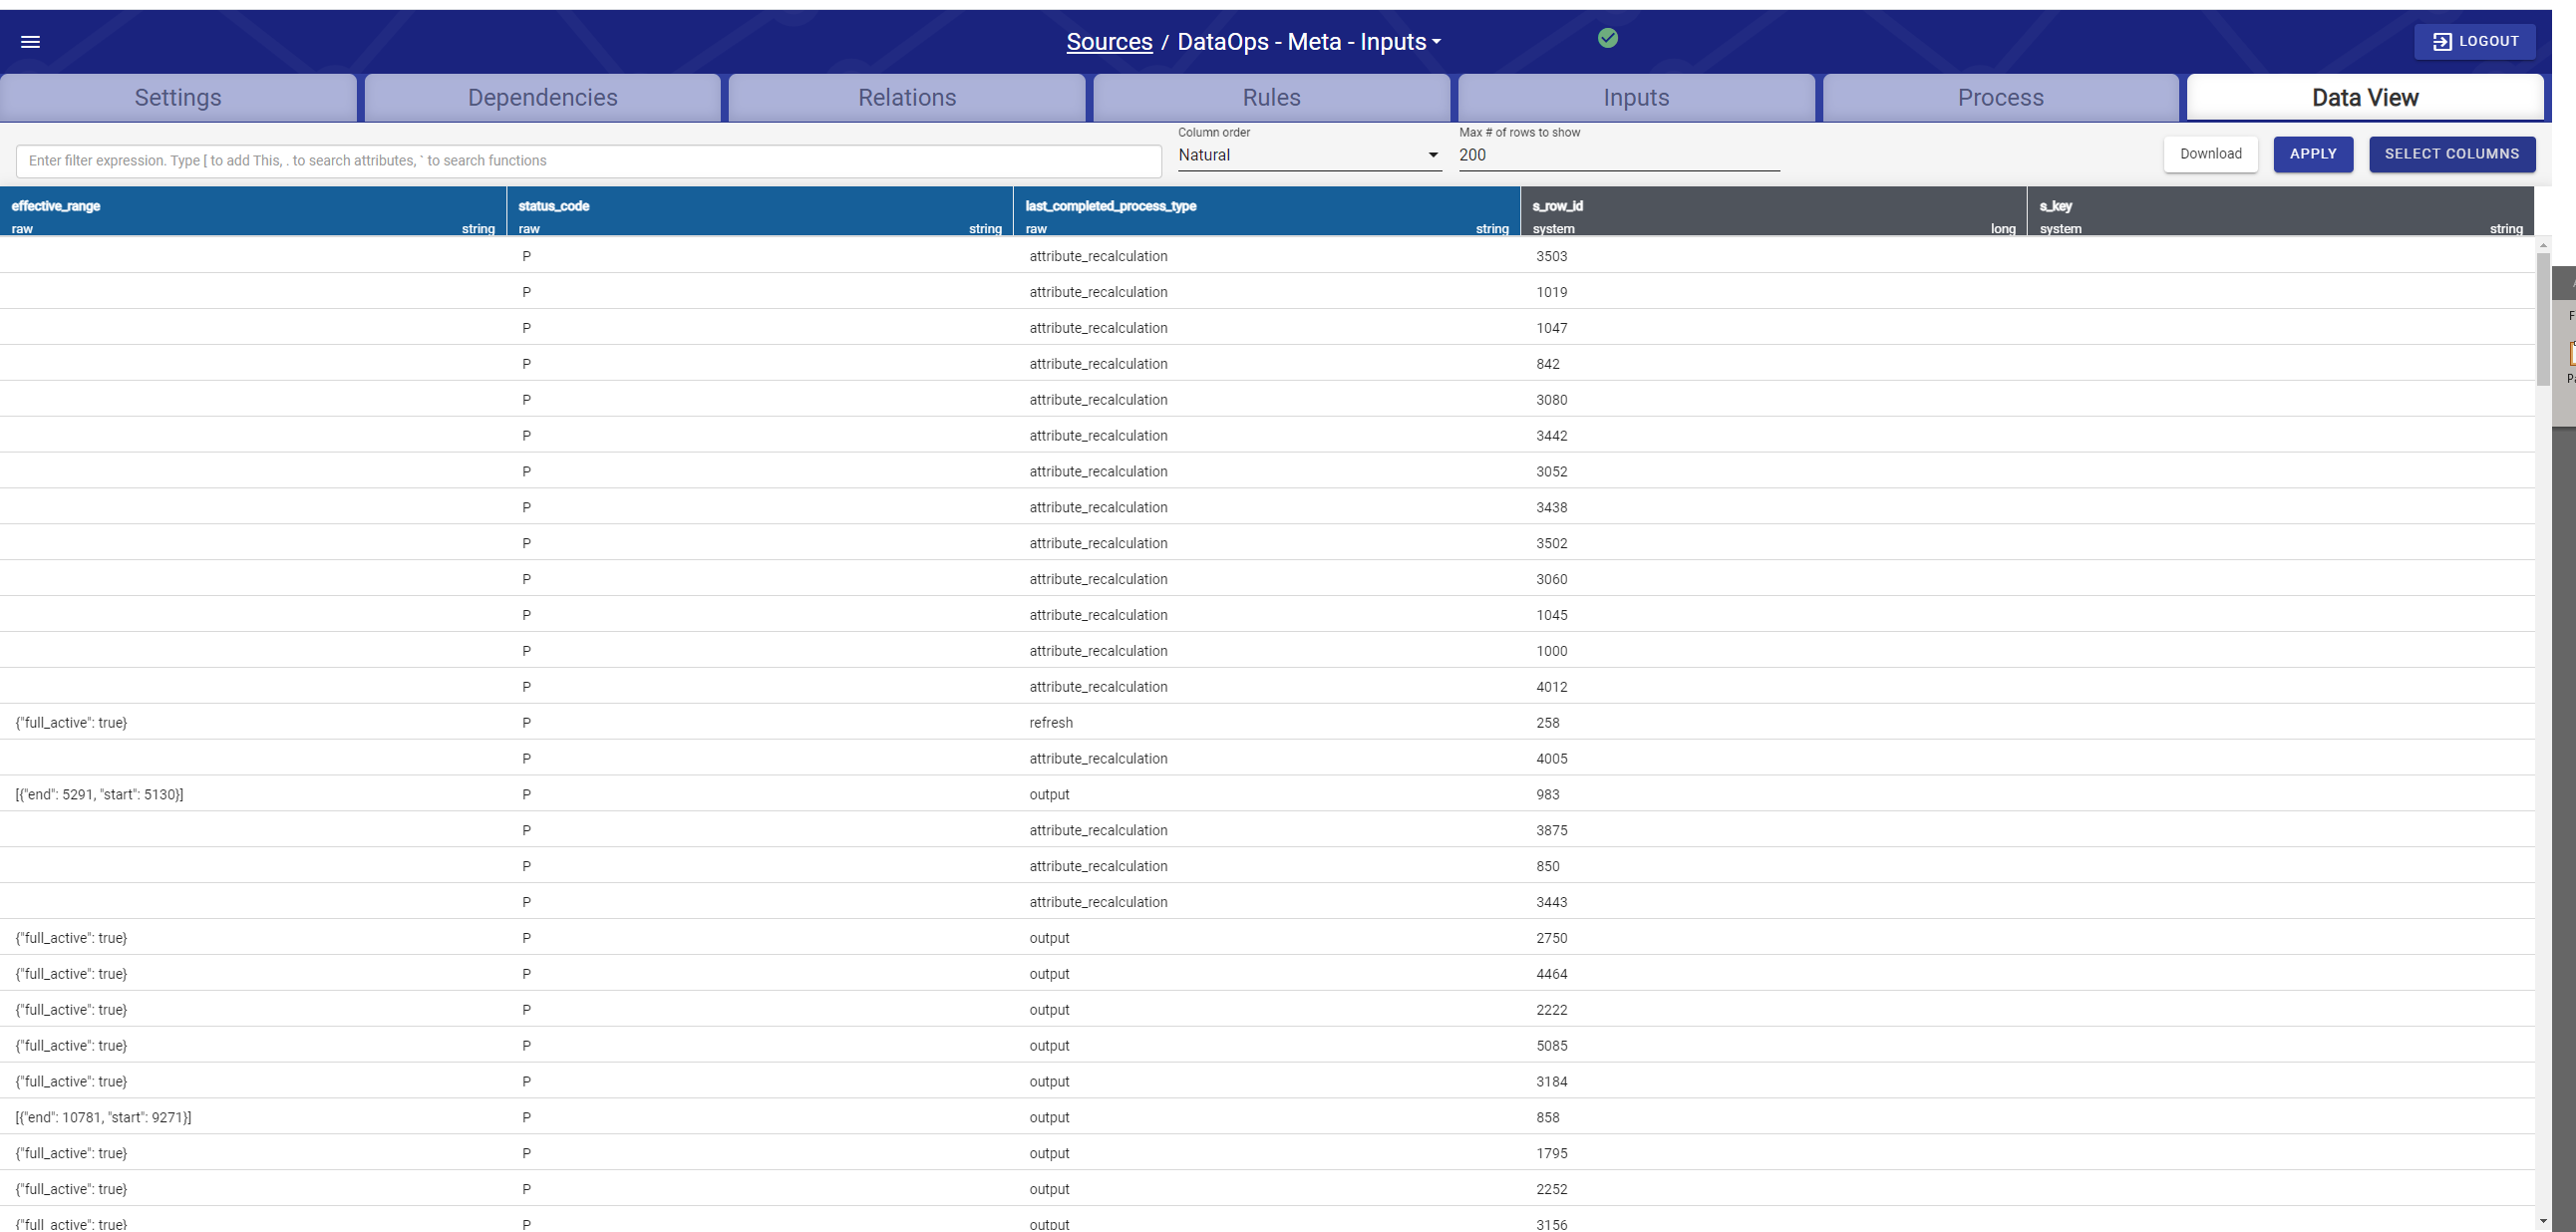 Sources / DataOps - Meta - Inputs
LOGOUT
Settings Dependencies Relations Rules Inputs Process Data View
Column order Max # of rows to show
Enter filter expression. Type [ to add This, . to search attributes, ` to search functions Natural 200 Download APPLY SELECT COLUMNS
effective_range status_code last_completed_process_type s_row_id s_key
raw string raw string raw string system long system string
P attribute_recalculation 3503
P attribute_recalculation 1019
P attribute_recalculation 1047
P attribute_recalculation 842
P attribute_recalculation 3080
P attribute_recalculation 3442
P attribute_recalculation 3052
P attribute_recalculation 3438
P attribute_recalculation 3502
P attribute_recalculation 3060
P attribute_recalculation 1045
P attribute_recalculation 1000
P attribute_recalculation 4012
{"full_active": true} P refresh 258
P attribute_recalculation 4005
[{"end": 5291, "start": 5130}] P output 983
P attribute_recalculation 3875
P attribute_recalculation 850
P attribute_recalculation 3443
{"full_active": true} P output 2750
{"full_active": true} P output 4464
{"full_active": true} P output 2222
{"full_active": true} P output 5085
{"full_active": true} P output 3184
[{"end": 10781, "start": 9271}] P output 858
{"full_active": true} P output 1795
{"full_active": true} P output 2252
{"full_active": true} P output 3156